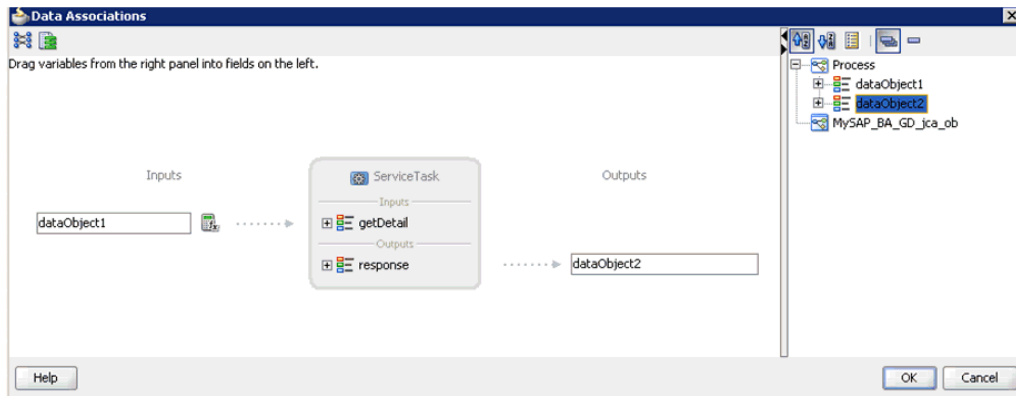 Data Associations
Drag variables from the right panel into fields on the left.
Process
dataObject1
dataObject2
MySAP_BA_GD_jca_ob
Inputs
ServiceTask
Outputs
Inputs
dataObject1
getDetail
Outputs
response
dataObject2
Help
OK
Cancel